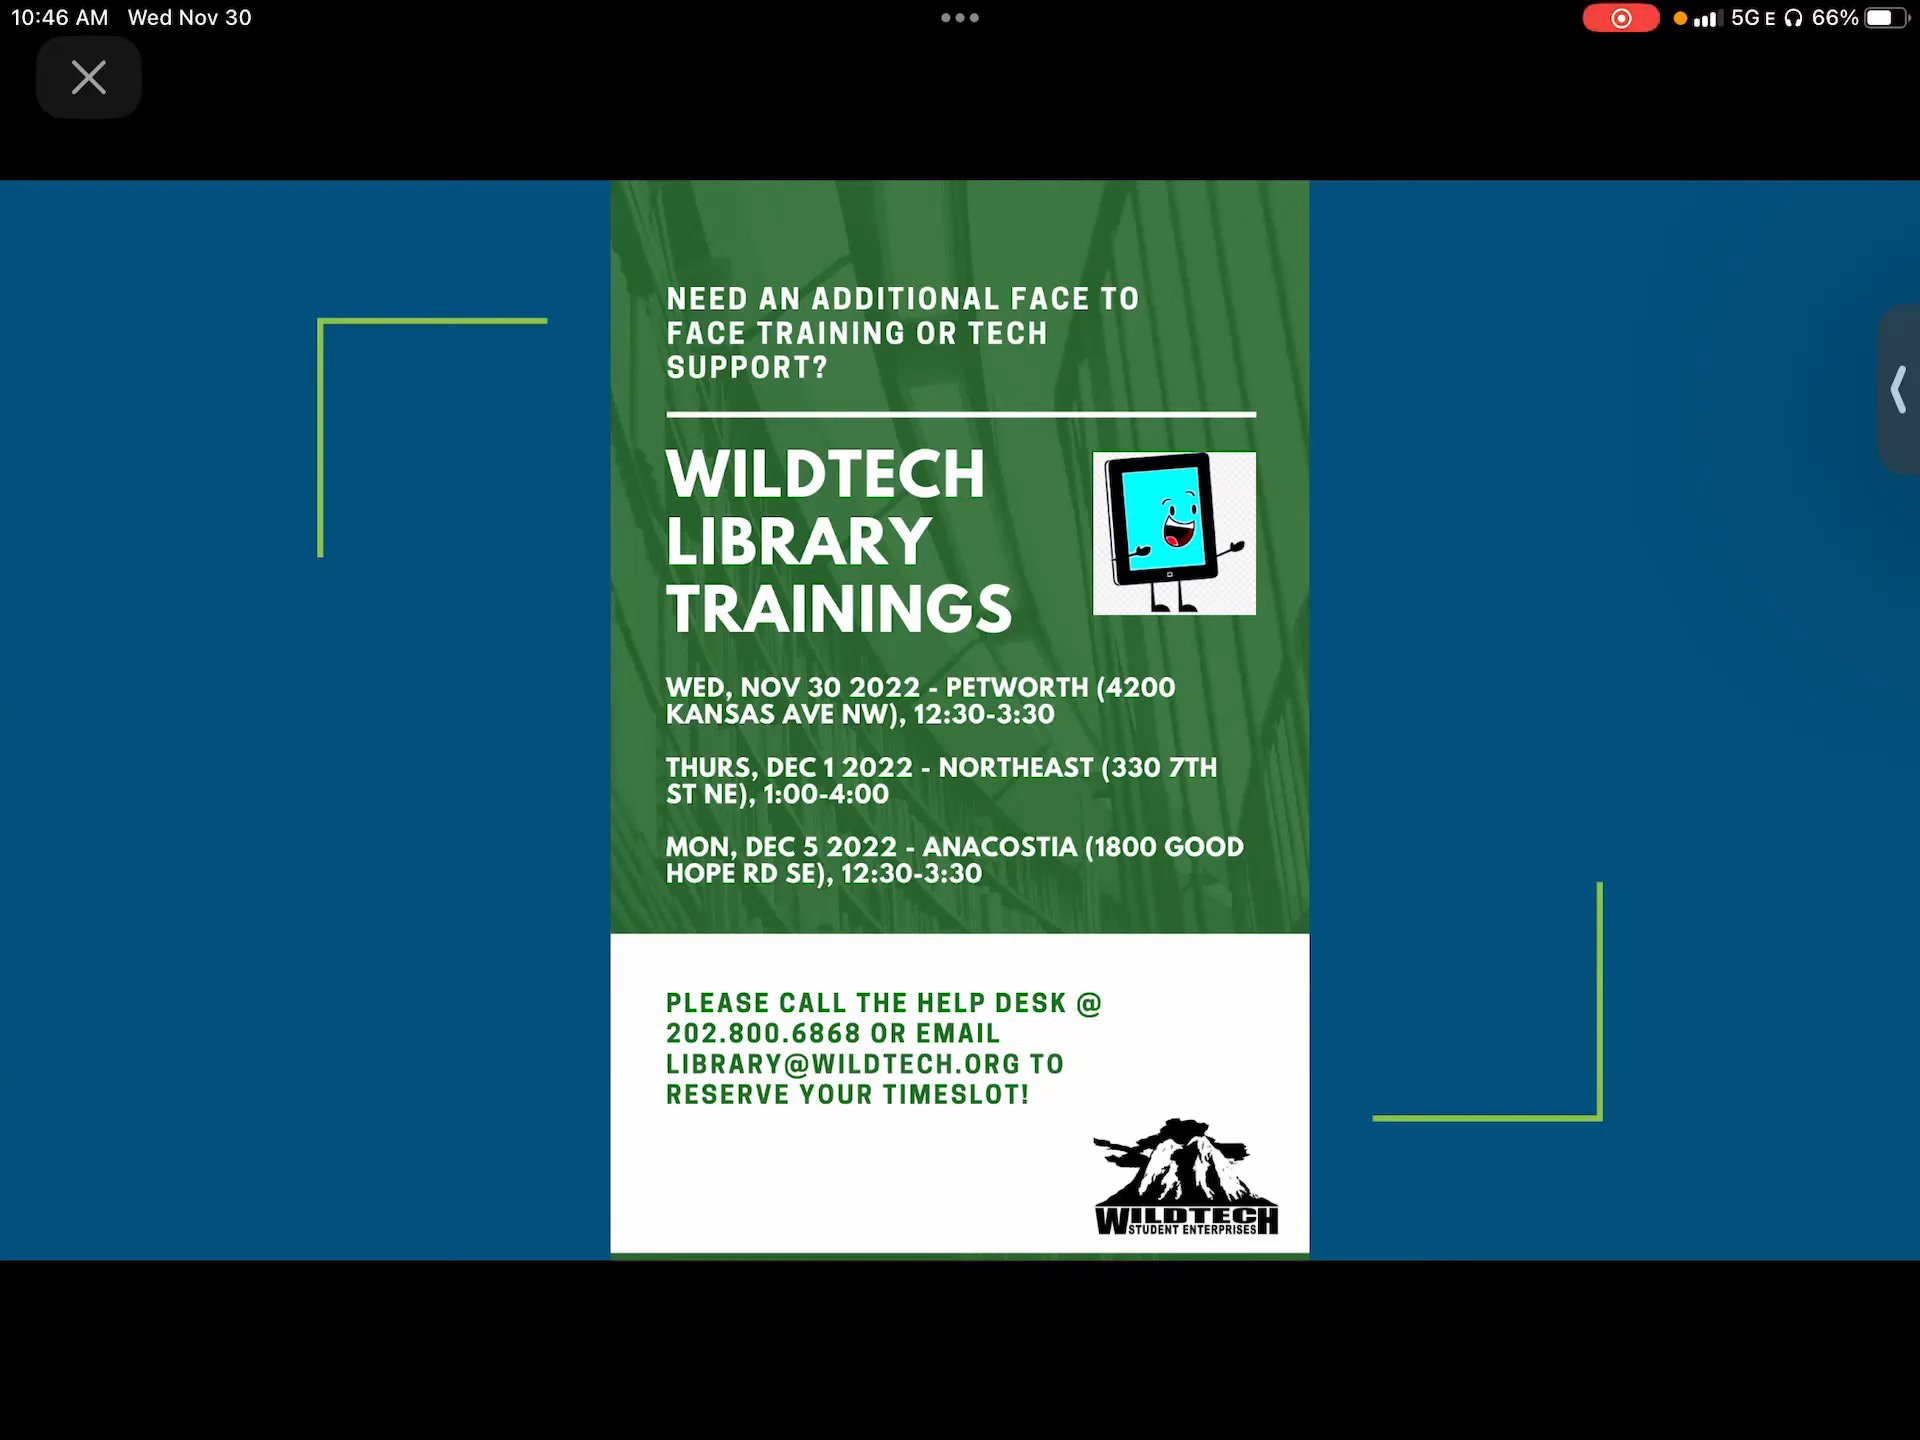 10:46 AM Wed Nov 30
5G E 66%
NEED AN ADDITIONAL FACE TO
FACE TRAINING OR TECH
SUPPORT?
WILDTECH
LIBRARY
TRAININGS
WED, NOV 30 2022 - PETWORTH (4200
KANSAS AVE NW), 12:30-3:30
THURS, DEC 1 2022 - NORTHEAST (330 7TH
ST NE), 1:00-4:00
MON, DEC 5 2022 - ANACOSTIA (1800 GOOD
HOPE RD SE), 12:30-3:30
PLEASE CALL THE HELP DESK @
202.800.6868 OR EMAIL
LIBRARY@WILDTECH.ORG TO
RESERVE YOUR TIMESLOT!
WILDTECH
STUDENT ENTERPRISES